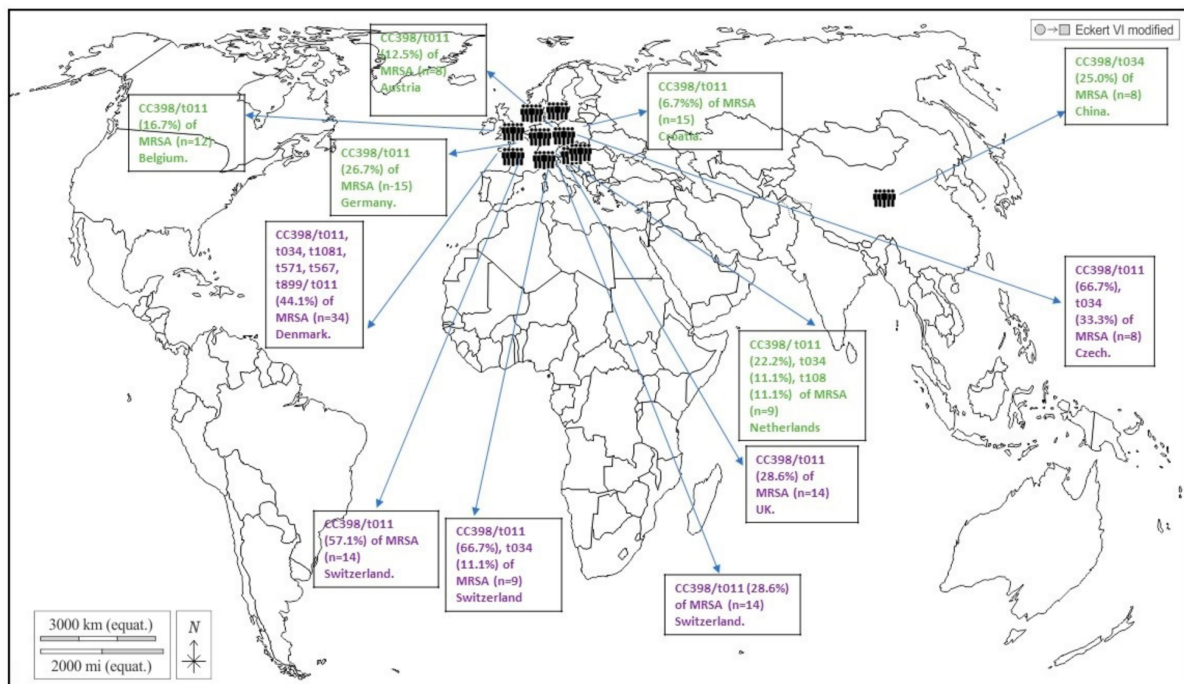 Eckert VI modified
CC398/t011
(12.5%) of
MRSA (n=8)
Austria
CC398/t034
(25.0%) 0f
MRSA (n=8)
China.
CC398/t011
(6.7%%) of MRSA
(n=15)
Croatia.
CC398/t011
(16.7%) of
MRSA (n=12)
Belgium.
CC398/t011
(26.7%) of
MRSA (n-15)
Germany.
CC398/t011,
t034, t1081,
t571, t567,
t899/ t011
(44.1%) of
MRSA (n=34)
Denmark.
CC398/t011
(66.7%),
t034
(33.3%) of
MRSA (n=8)
Czech.
CC398/ t011
(22.2%), t034
(11.1%), t108
(11.1%) of MRSA
(n=9)
Netherlands
CC398/t011
(28.6%) of
MRSA (n=14)
UK.
CC398/t011
(57.1%) of MRSA
(n=14)
Switzerland.
CC398/t011
(66.7%), t034
(11.1%) of
MRSA (n=9)
Switzerland
CC398/t011 (28.6%)
of MRSA (n=14)
Switzerland.
3000 km (equat.)
2000 mi (equat.)
N